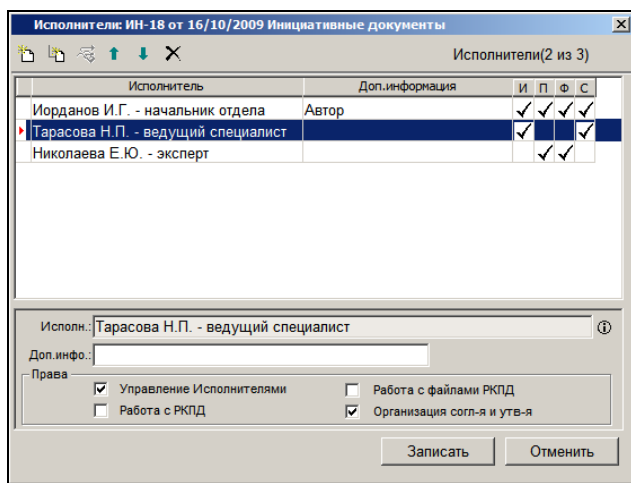 Исполнители: ИН-18 от 16/10/2009 Инициативные документы
Исполнители(2 из 3)
Исполнитель Доп.информация И П Ф С
Иорданов И.Г. - начальник отдела Автор
Тарасова Н.П. - ведущий специалист
Николаева Е.Ю. - эксперт
Исполн.: Тарасова Н.П. - ведущий специалист
Доп.инфо.:
Права
Управление Исполнителями Работа с файлами РКПД
Работа с РКПД Организация согл-я и утв-я
Записать Отменить